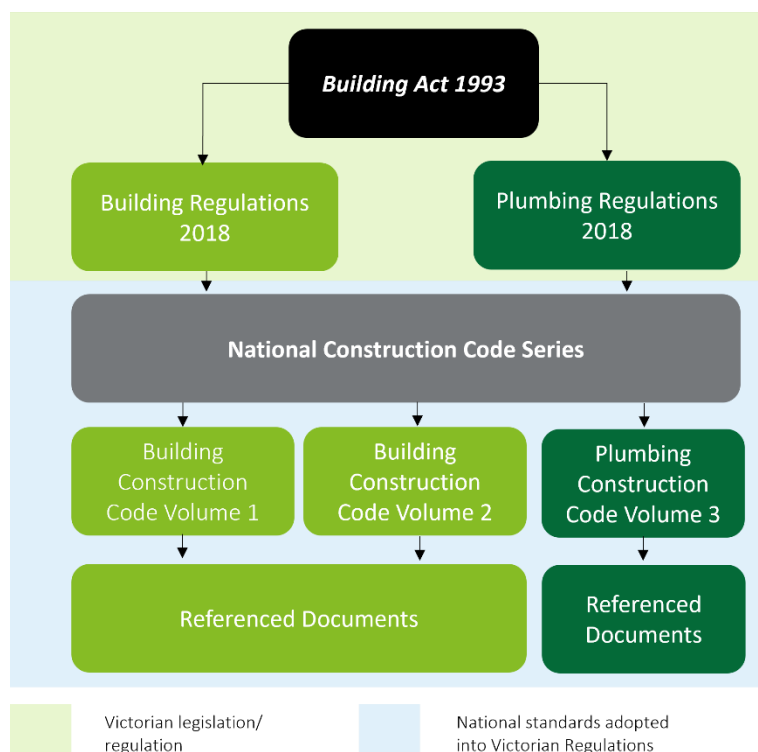 Building Act 1993
Building Regulations
2018
Plumbing Regulations
2018
National Construction Code Series
Building
Construction
Code Volume 1
Building
Construction
Code Volume 2
Plumbing
Construction
Code Volume 3
Referenced Documents
Referenced
Documents
Victorian legislation/
regulation
National standards adopted
into Victorian Regulations